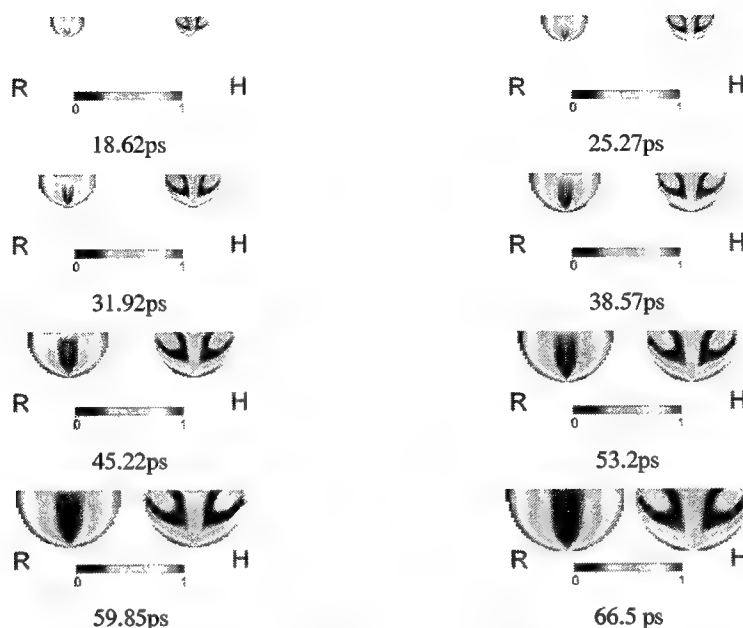 R H R H
0 1 0 1
18.62ps 25.27ps
R H R H
0 1 0 1
31.92ps 38.57ps
R H R H
0 1 0 1
45.22ps 53.2ps
R H R H
0 1 0 1
59.85ps 66.5 ps